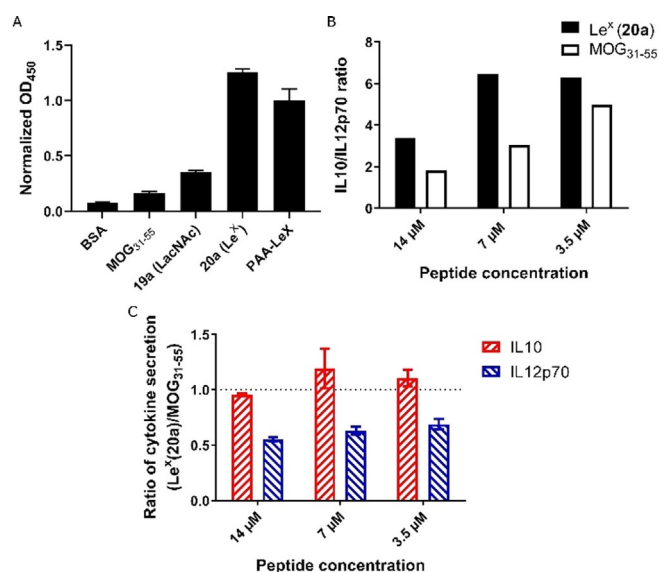 A
Normalized OD450
1.5
1.0
0.5
0.0
BSA
MOG31-55
19a (LacNAc)
20a (LeX)
PAA-LeX
B
IL10/IL12p70 ratio
8
6
4
2
0
14 µM
7 µM
3.5 µM
Peptide concentration
Lex (20a)
MOG31-55
C
Ratio of cytokine secretion
(Lex(20a)/MOG31-55)
1.5
1.0
0.5
0.0
14 µM
7 µM
3.5 µM
Peptide concentration
IL10
IL12p70